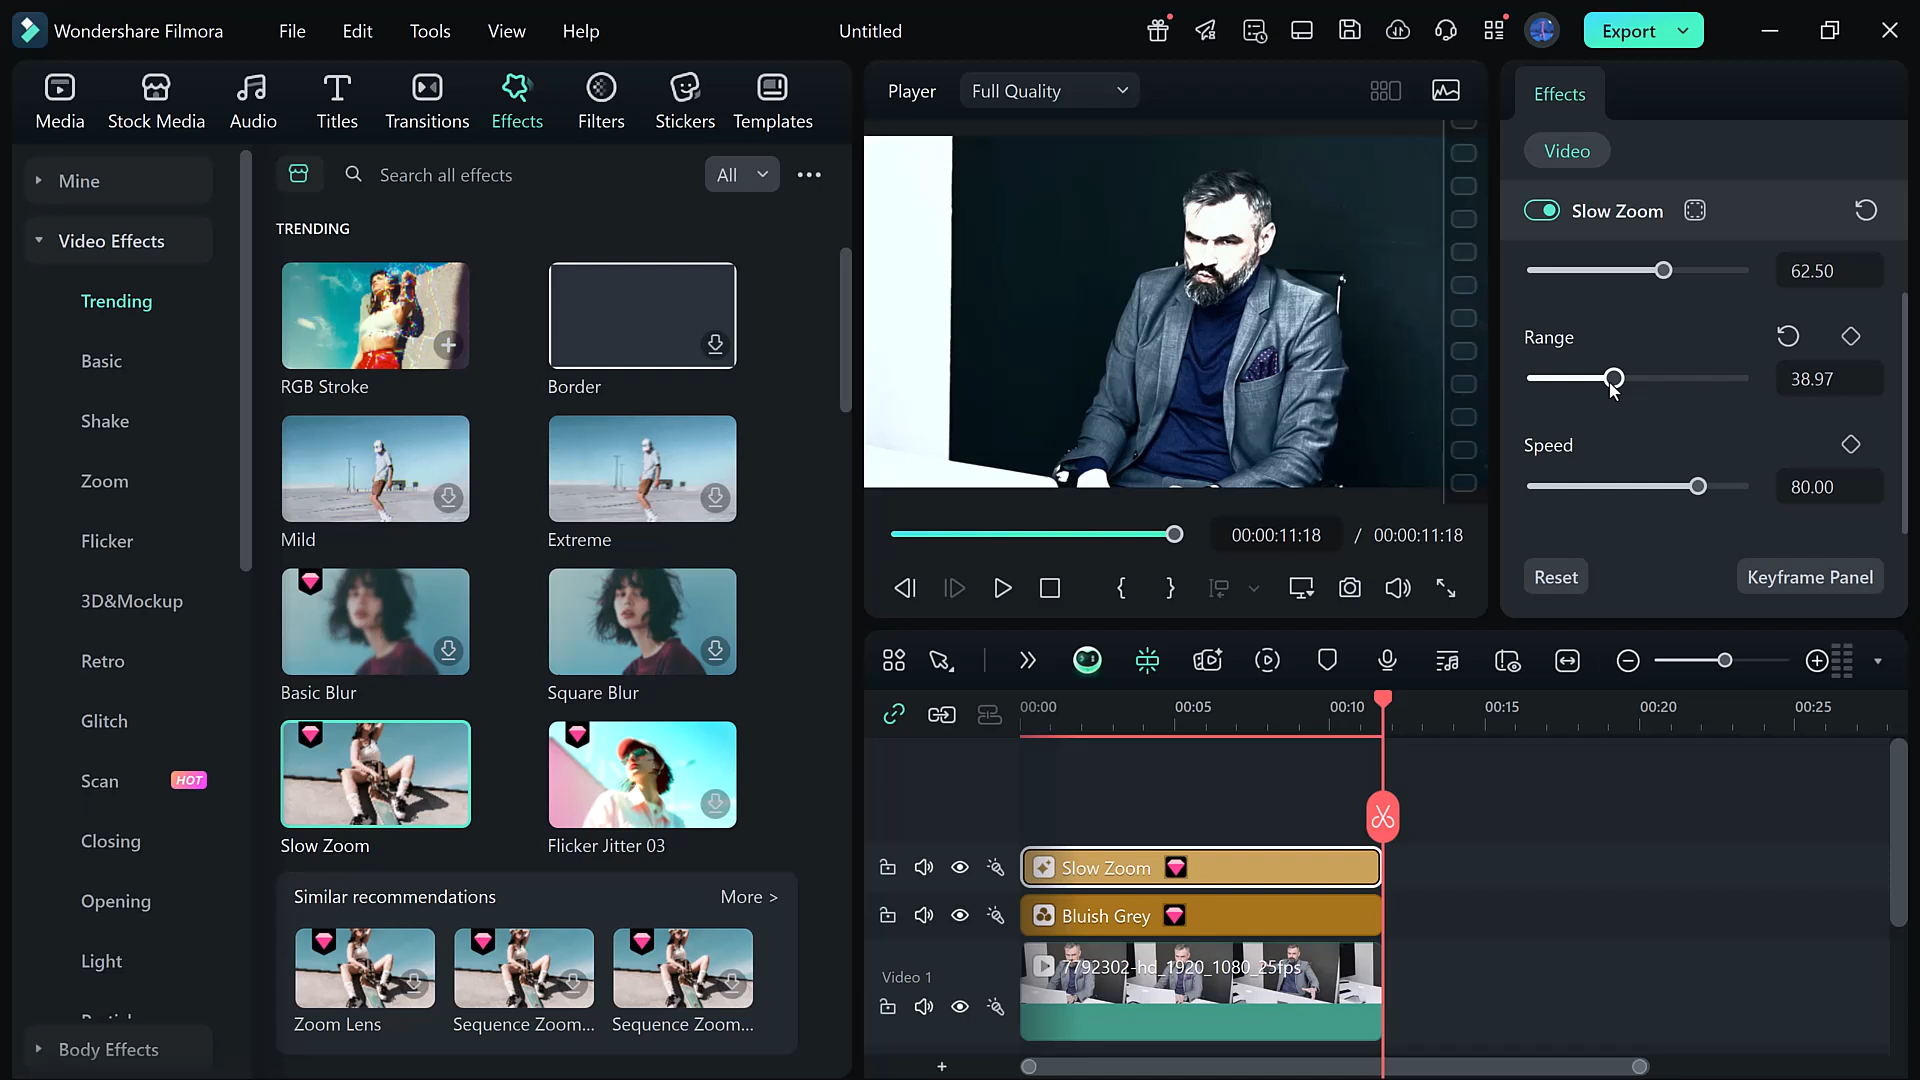 Wondershare Filmora
File
Edit
Tools
View
Help
Untitled
Export
Media
Stock Media
Audio
Titles
Transitions
Effects
Filters
Stickers
Templates
Mine
Video Effects
Trending
Basic
Shake
Zoom
Flicker
3D&Mockup
Retro
Glitch
Scan
HOT
Closing
Opening
Light
Body Effects
Search all effects
All
TRENDING
RGB Stroke
Border
Mild
Extreme
Basic Blur
Square Blur
Slow Zoom
Flicker Jitter 03
Similar recommendations
More >
Zoom Lens
Sequence Zoom...
Sequence Zoom...
Player
Full Quality
00:00:11:18 / 00:00:11:18
Effects
Video
Slow Zoom
62.50
Range
38.97
Speed
80.00
Reset
Keyframe Panel
00:00
00:05
00:10
00:15
00:20
00:25
Slow Zoom
Bluish Grey
Video 1
7792302-hd_1920_1080_25fps